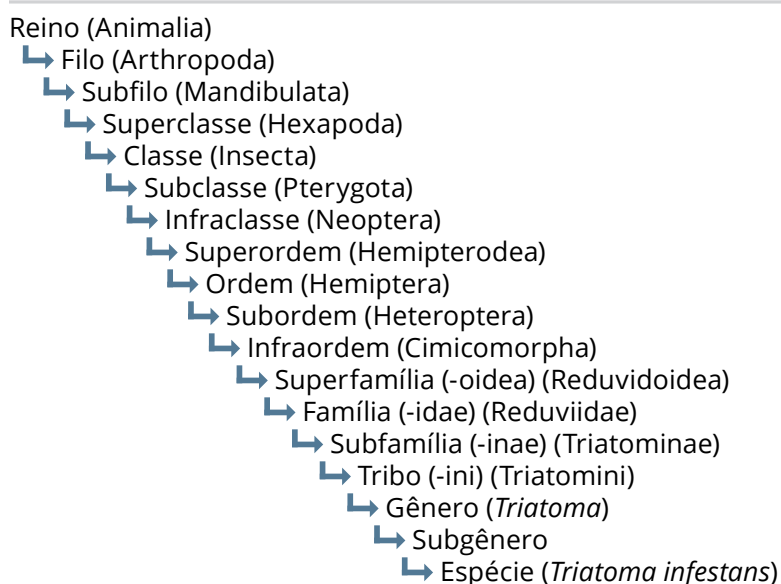 Reino (Animalia)
Filo (Arthropoda)
Subfilo (Mandibulata)
Superclasse (Hexapoda)
Classe (Insecta)
Subclasse (Pterygota)
Infraclasse (Neoptera)
Superordem (Hemipterodea)
Ordem (Hemiptera)
Subordem (Heteroptera)
Infraordem (Cimicomorpha)
Superfamília (-oidea) (Reduvidoidea)
Família (-idae) (Reduviidae)
Subfamília (-inae) (Triatominae)
Tribo (-ini) (Triatomini)
Gênero (Triatoma)
Subgênero
Espécie (Triatoma infestans)